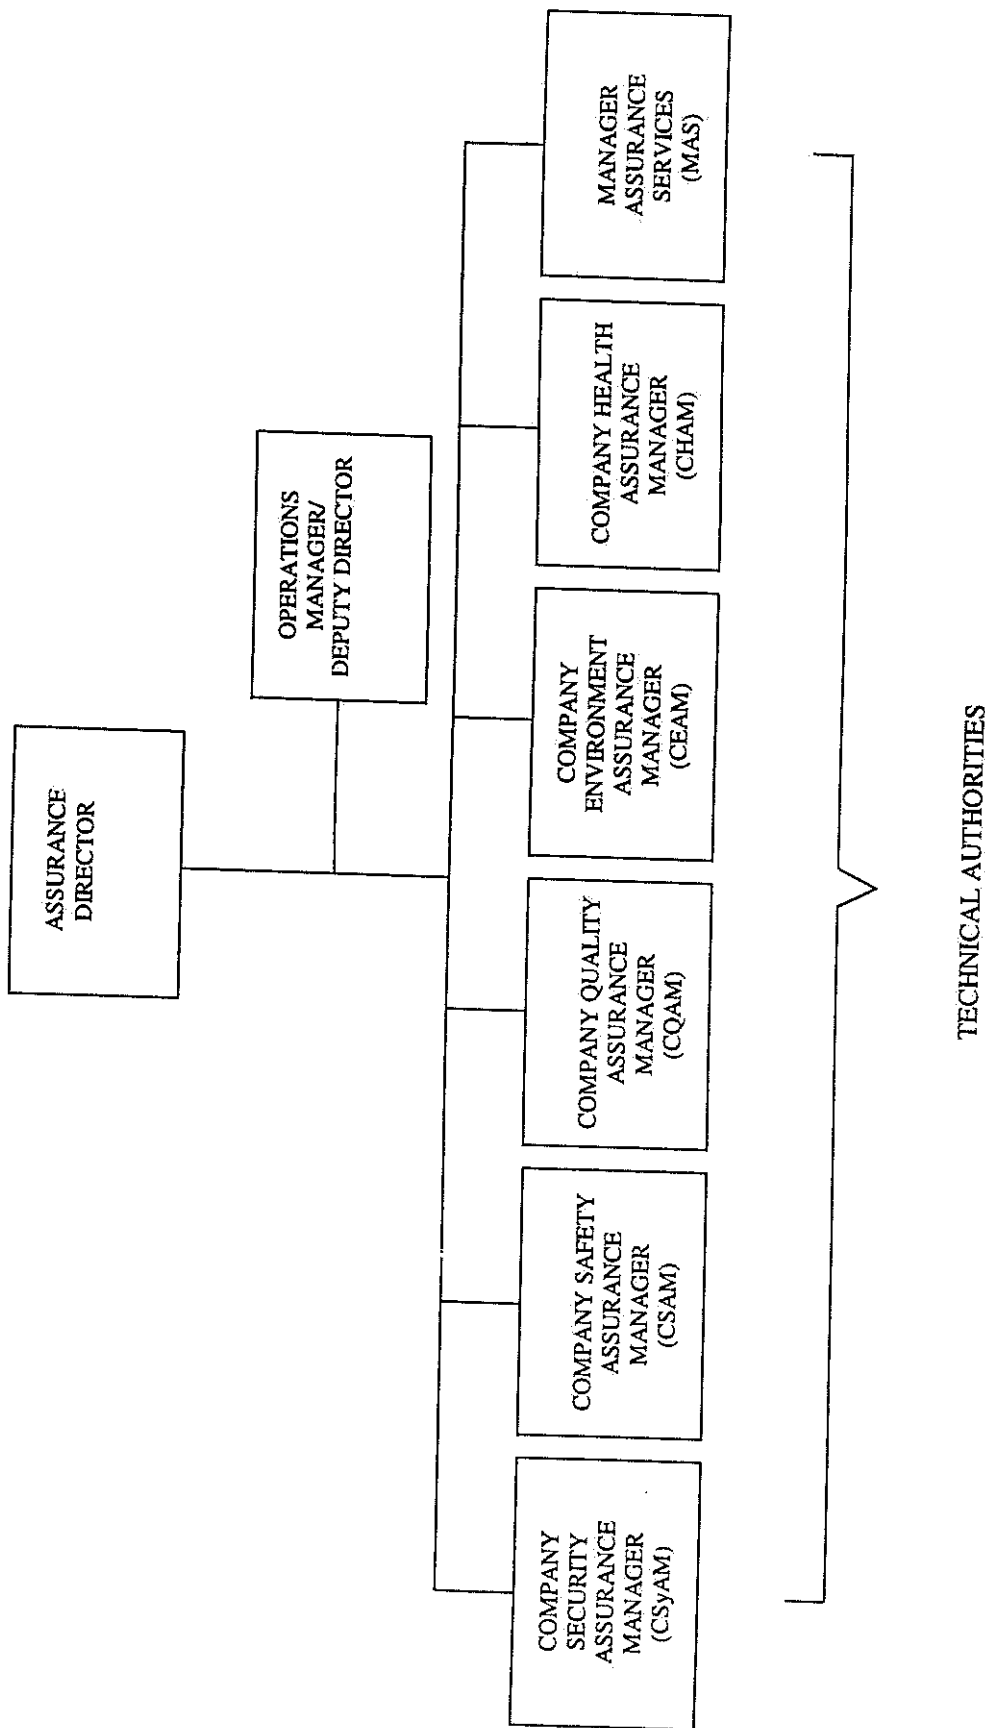 ASSURANCE
DIRECTOR
OPERATIONS
MANAGER/
DEPUTY DIRECTOR
COMPANY
SECURITY
ASSURANCE
MANAGER
(CSyAM)
COMPANY SAFETY
ASSURANCE
MANAGER
(CSAM)
COMPANY QUALITY
ASSURANCE
MANAGER
(CQAM)
COMPANY
ENVIRONMENT
ASSURANCE
MANAGER
(CEAM)
COMPANY HEALTH
ASSURANCE
MANAGER
(CHAM)
MANAGER
ASSURANCE
SERVICES
(MAS)
TECHNICAL AUTHORITIES